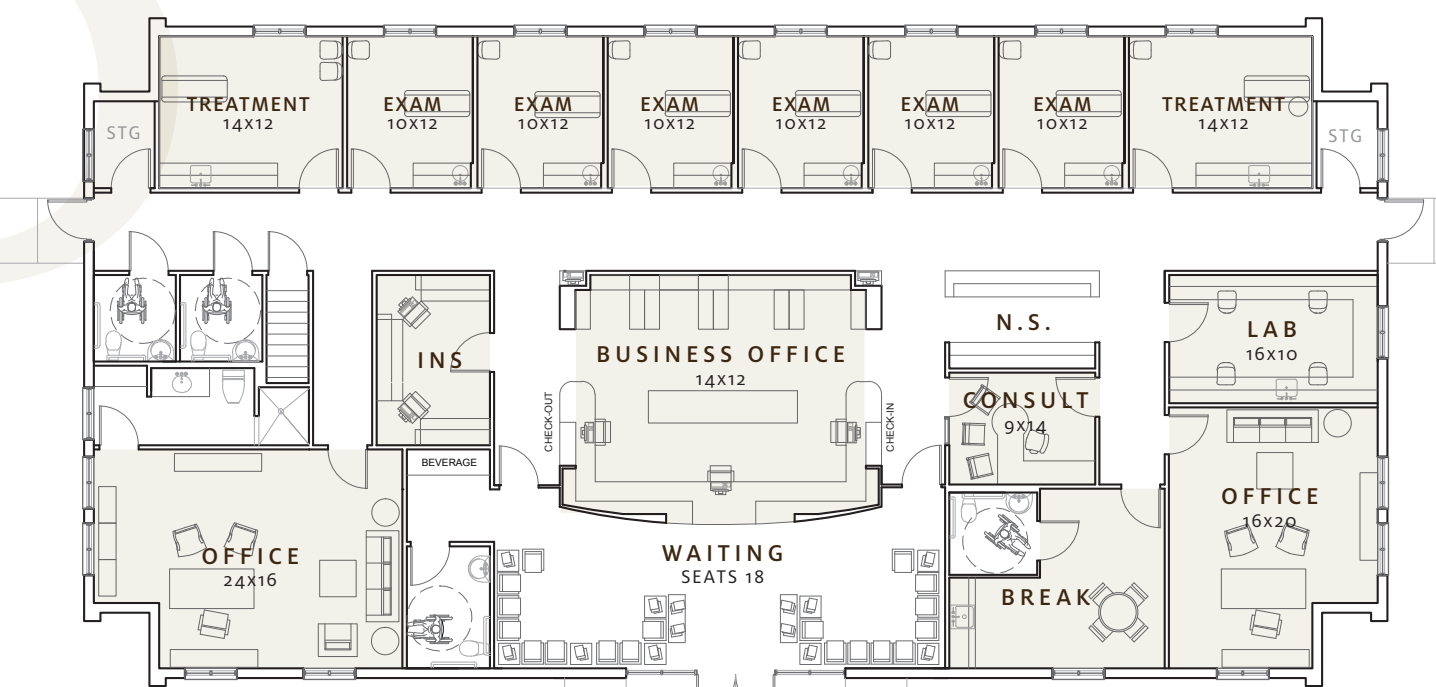 TREATMENT
14x12
EXAM
10x12
EXAM
10x12
EXAM
10x12
EXAM
10x12
EXAM
10x12
EXAM
10x12
TREATMENT
14x12
STG
STG
INS
BUSINESS OFFICE
14x12
CHECK-OUT
CHECK-IN
N.S.
CONSULT
9x14
LAB
16x10
BEVERAGE
OFFICE
24x16
WAITING
SEATS 18
BREAK
OFFICE
16x20